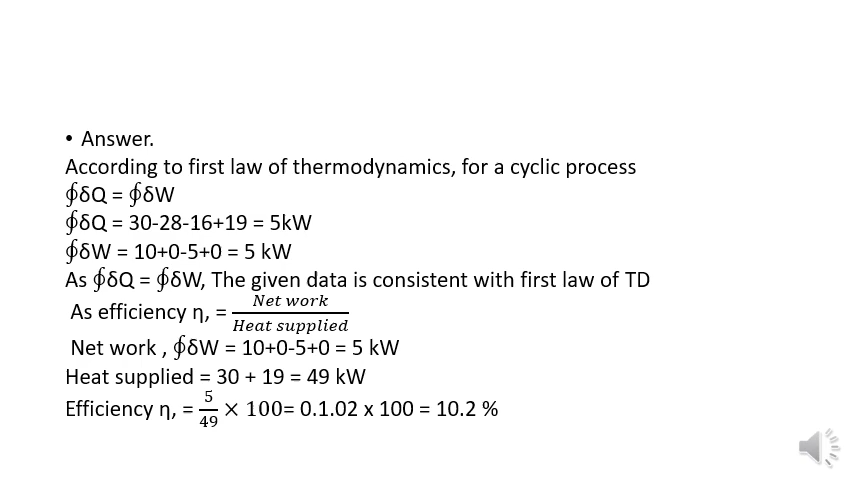 • Answer.
According to first law of thermodynamics, for a cyclic process
∮δQ = ∮δW
∮δQ = 30-28-16+19 = 5kW
∮δW = 10+0-5+0 = 5 kW
As ∮δQ = ∮δW, The given data is consistent with first law of TD
As efficiency η, = Net work / Heat supplied
Net work , ∮δW = 10+0-5+0 = 5 kW
Heat supplied = 30 + 19 = 49 kW
Efficiency η, = 5/49 × 100= 0.1.02 x 100 = 10.2 %